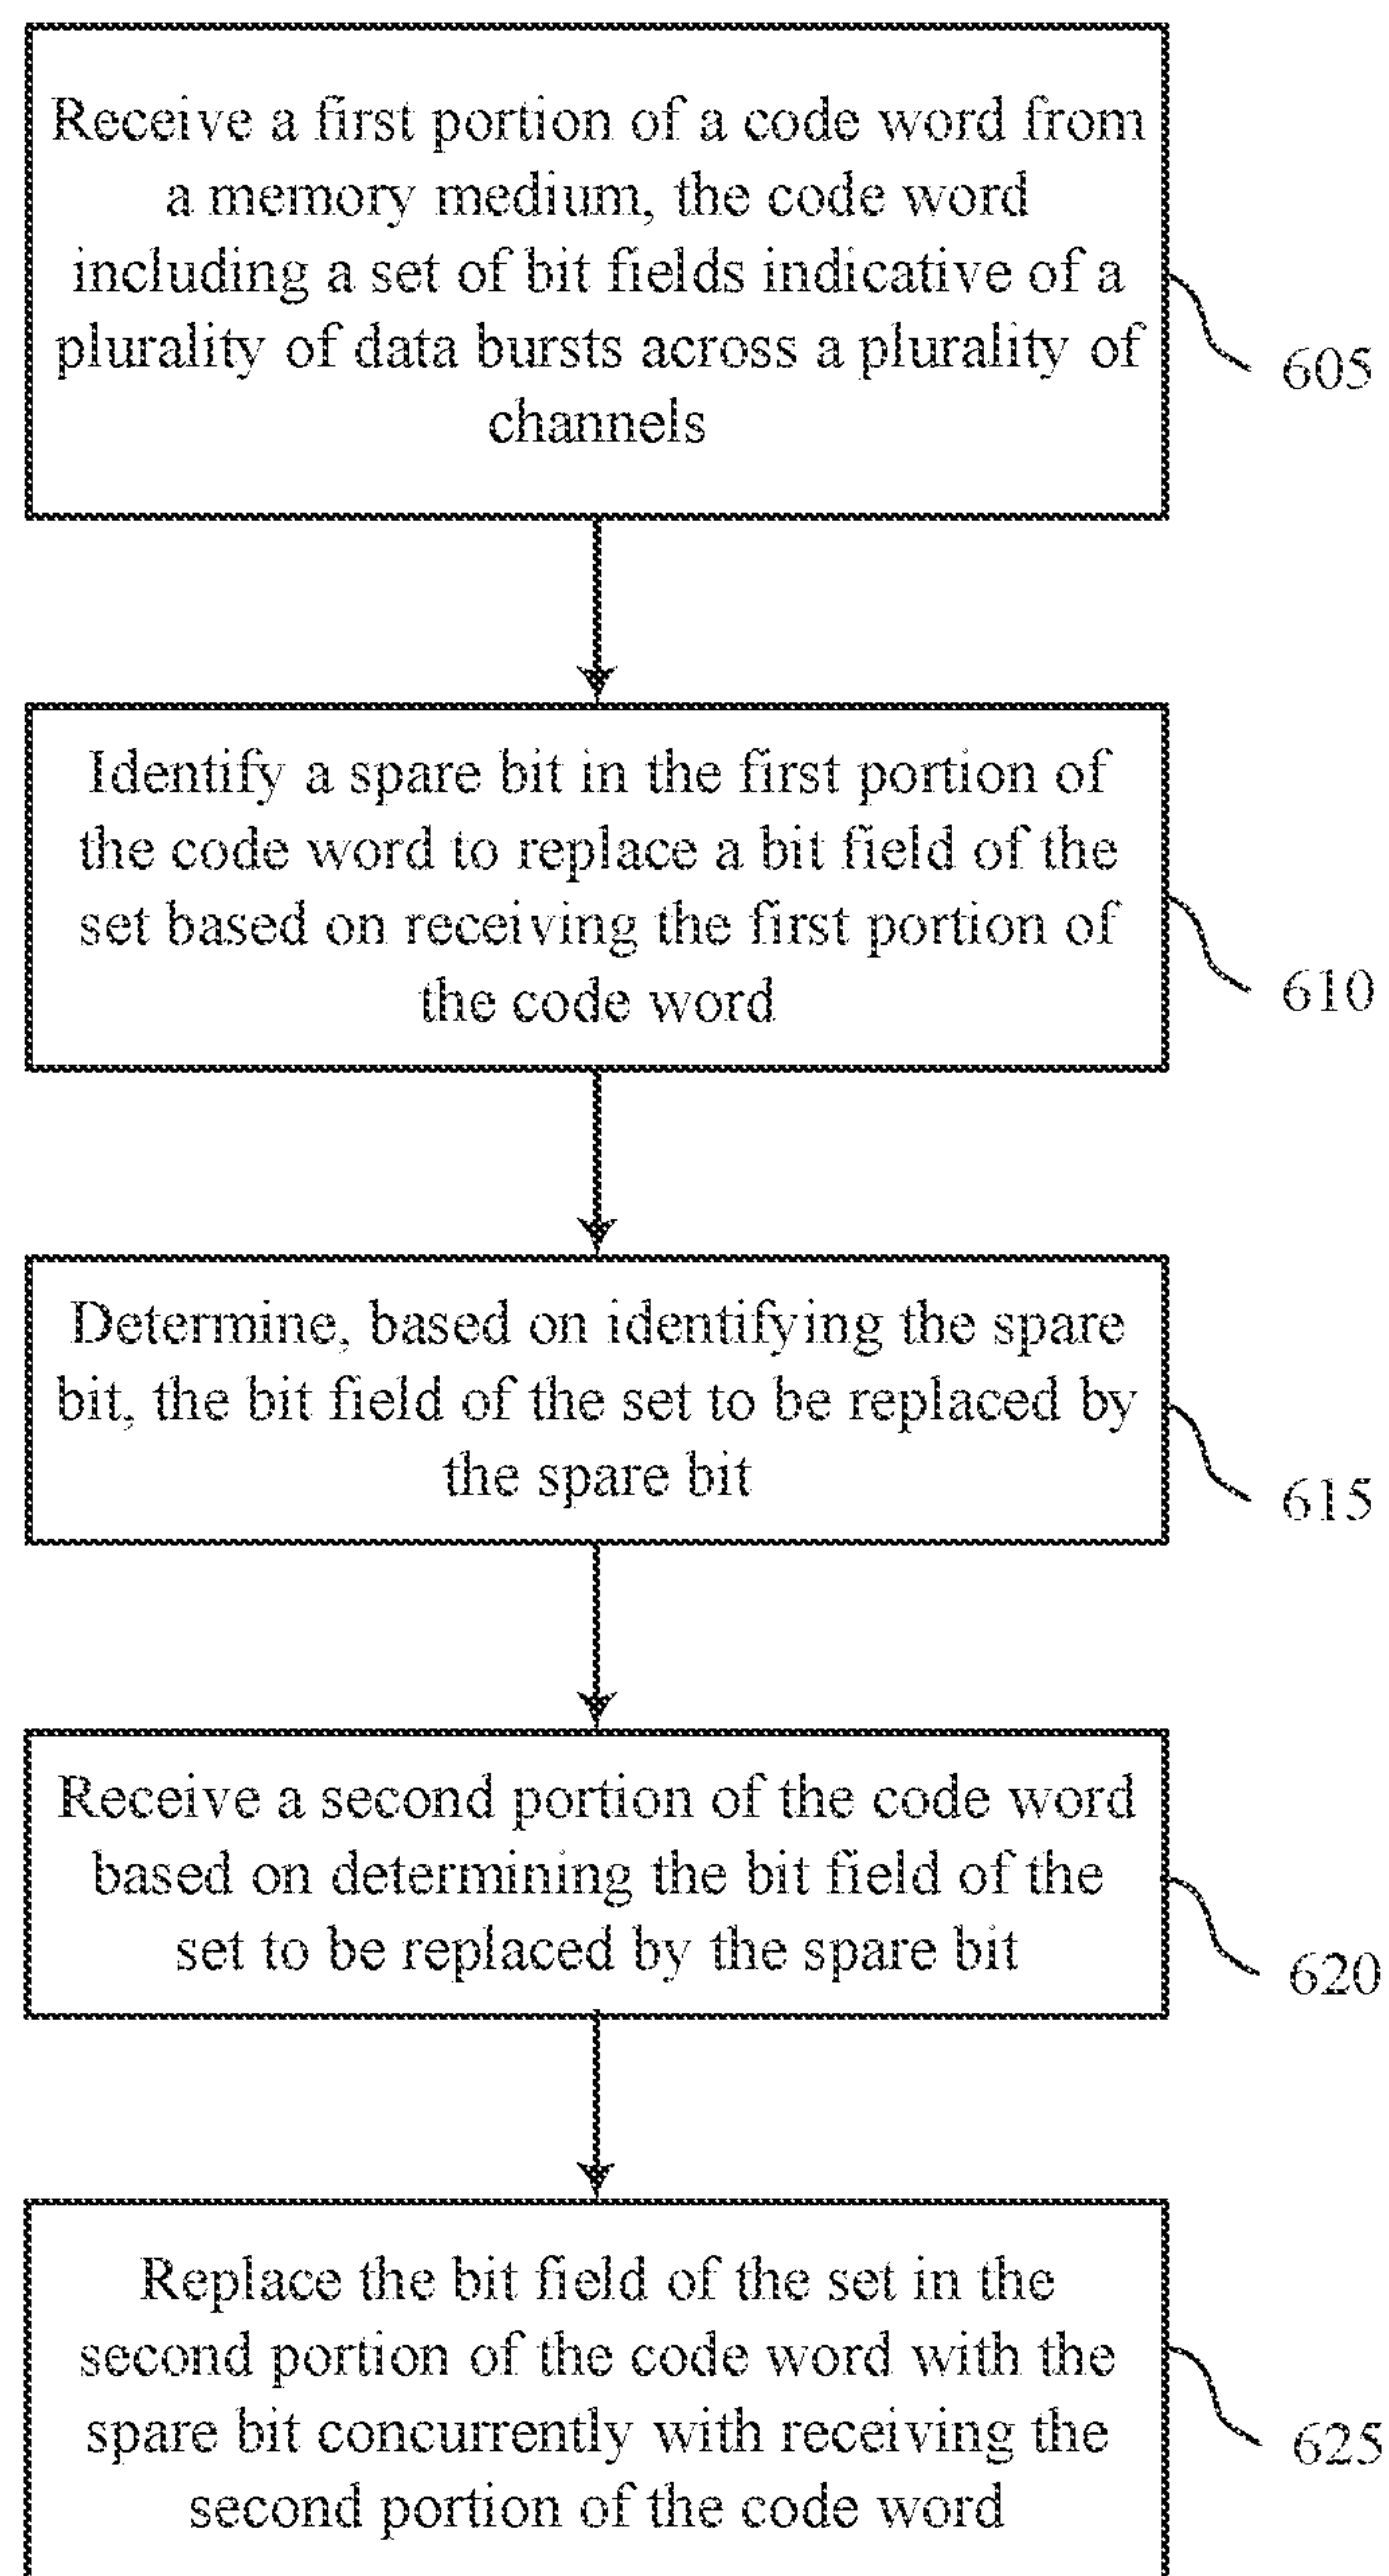 Receive a first portion of a code word from
a memory medium, the code word
including a set of bit fields indicative of a
plurality of data bursts across a plurality of
channels
605
Identify a spare bit in the first portion of
the code word to replace a bit field of the
set based on receiving the first portion of
the code word
610
Determine, based on identifying the spare
bit, the bit field of the set to be replaced by
the spare bit
615
Receive a second portion of the code word
based on determining the bit field of the
set to be replaced by the spare bit
620
Replace the bit field of the set in the
second portion of the code word with the
spare bit concurrently with receiving the
second portion of the code word
625